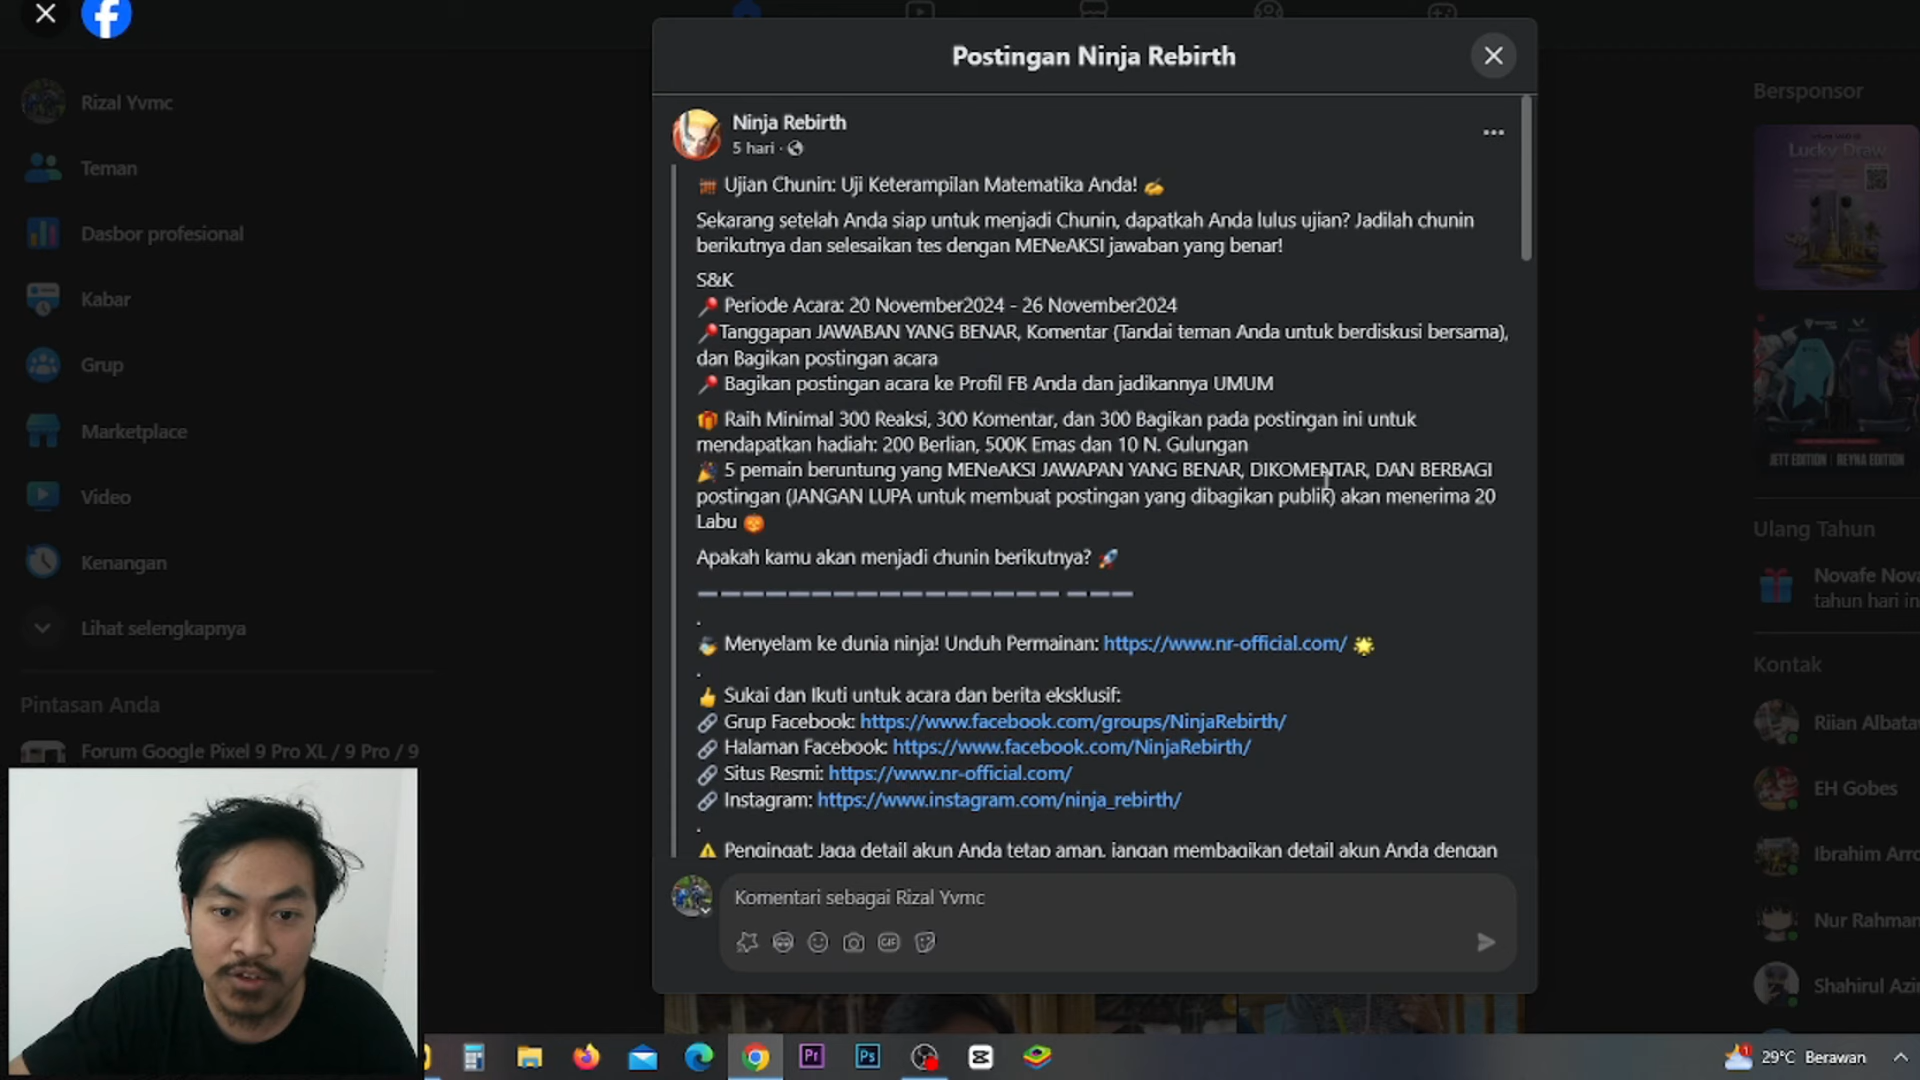 Postingan Ninja Rebirth
Rizal Yvmc
Teman
Dasbor profesional
Kabar
Grup
Marketplace
Video
Kenangan
Lihat selengkapnya
Pintasan Anda
Forum Google Pixel 9 Pro XL / 9 Pro / 9
Ninja Rebirth
5 hari ·
Ujian Chunin: Uji Keterampilan Matematika Anda!
Sekarang setelah Anda siap untuk menjadi Chunin, dapatkah Anda lulus ujian? Jadilah chunin
berikutnya dan selesaikan tes dengan MENeAKSI jawaban yang benar!
S&K
📍 Periode Acara: 20 November2024 - 26 November2024
📍Tanggapan JAWABAN YANG BENAR, Komentar (Tandai teman Anda untuk berdiskusi bersama),
dan Bagikan postingan acara
📍 Bagikan postingan acara ke Profil FB Anda dan jadikannya UMUM
🎁 Raih Minimal 300 Reaksi, 300 Komentar, dan 300 Bagikan pada postingan ini untuk
mendapatkan hadiah: 200 Berlian, 500K Emas dan 10 N. Gulungan
🎉 5 pemain beruntung yang MENeAKSI JAWAPAN YANG BENAR, DIKOMENTAR, DAN BERBAGI
postingan (JANGAN LUPA untuk membuat postingan yang dibagikan publik) akan menerima 20
Labu 🎃
Apakah kamu akan menjadi chunin berikutnya? 🚀
➖➖➖➖➖➖➖➖➖➖➖➖➖➖➖➖ ➖➖➖
.
Menyelam ke dunia ninja! Unduh Permainan: https://www.nr-official.com/ 🌟
.
👍 Sukai dan Ikuti untuk acara dan berita eksklusif:
🔗 Grup Facebook: https://www.facebook.com/groups/NinjaRebirth/
🔗 Halaman Facebook: https://www.facebook.com/NinjaRebirth/
🔗 Situs Resmi: https://www.nr-official.com/
🔗 Instagram: https://www.instagram.com/ninja_rebirth/
.
⚠️ Pengingat: Jaga detail akun Anda tetap aman, jangan membagikan detail akun Anda dengan
Komentari sebagai Rizal Yvmc
GIF
Bersponsor
Lucky Draw
JETT EDITION | REYNA EDITION
Ulang Tahun
Novafe Nova
tahun hari in
Kontak
Riian Albata
EH Gobes
Ibrahim Arro
Nur Rahman
Shahirul Azi
Pr
Ps
1
29°C Berawan